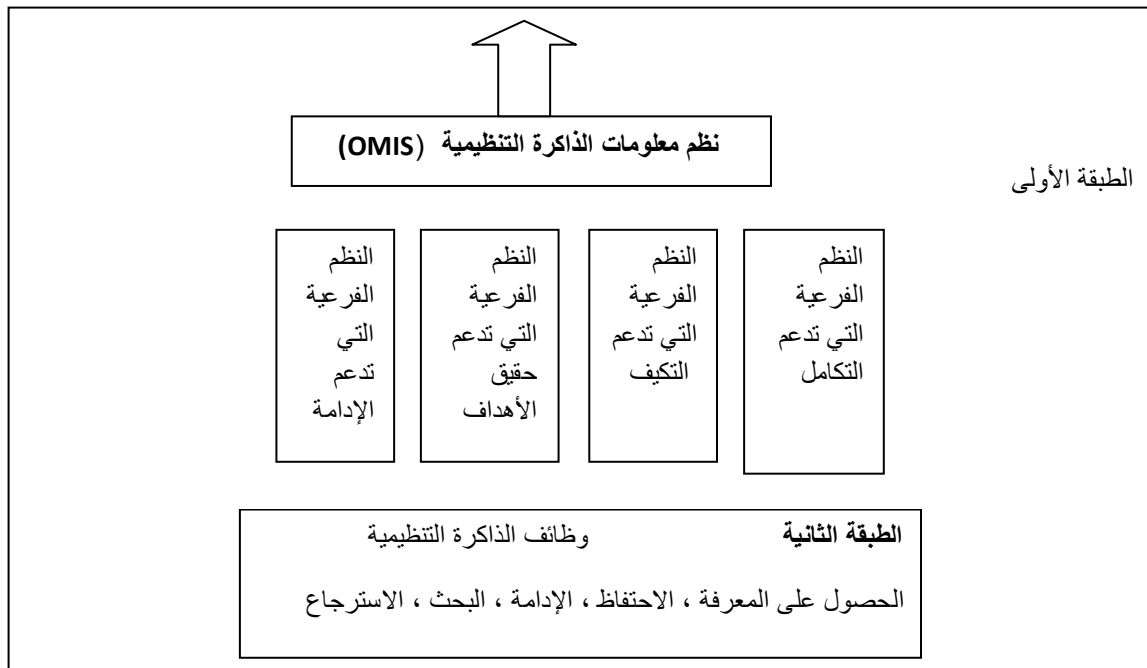 نظم معلومات الذاكرة التنظيمية (OMIS)
الطبقة الأولى
النظم
الفرعية
التي تدعم
التكامل
النظم
الفرعية
التي تدعم
التكيف
النظم
الفرعية
التي تدعم
حقيق
الأهداف
النظم
الفرعية
التي
تدعم
الإدامة
الطبقة الثانية وظائف الذاكرة التنظيمية
الحصول على المعرفة ، الاحتفاظ ، الإدامة ، البحث ، الاسترجاع